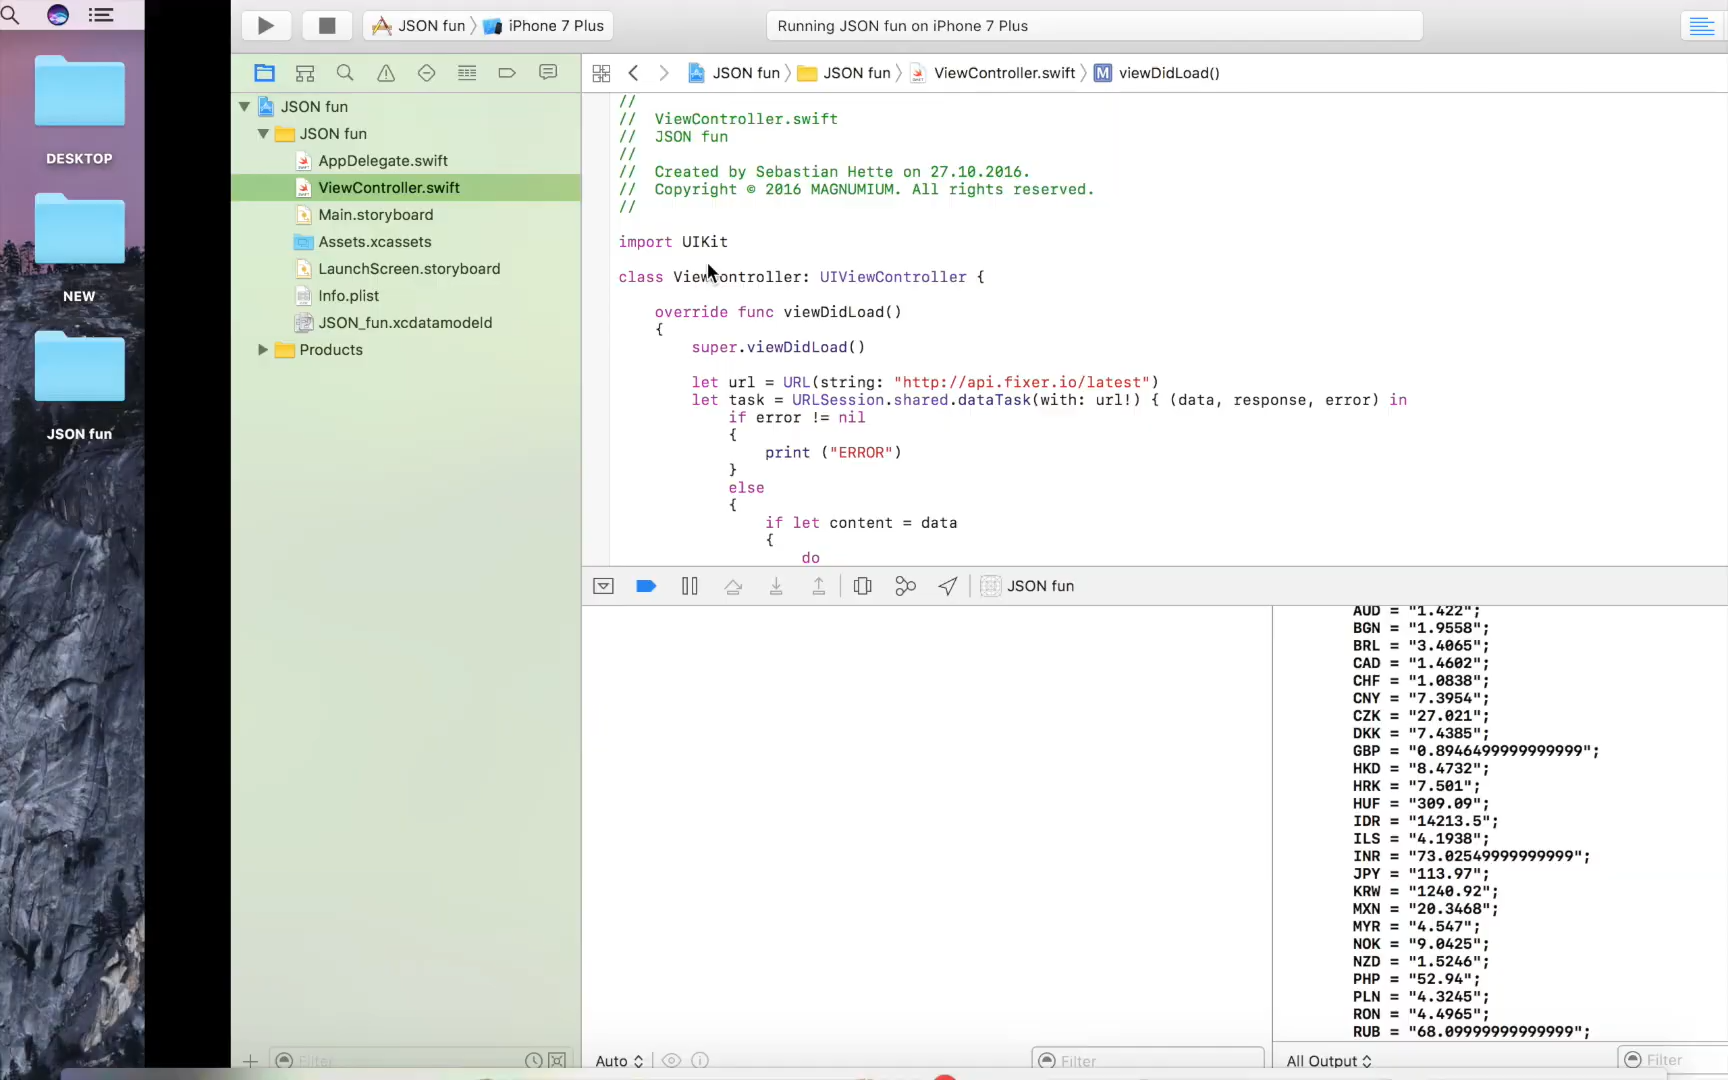 JSON fun
iPhone 7 Plus
Running JSON fun on iPhone 7 Plus
DESKTOP
NEW
JSON fun
JSON fun
JSON fun
AppDelegate.swift
ViewController.swift
Main.storyboard
Assets.xcassets
LaunchScreen.storyboard
Info.plist
JSON_fun.xcdatamodeld
Products
Filter
JSON fun
JSON fun
ViewController.swift
M viewDidLoad()
//
// ViewController.swift
// JSON fun
//
// Created by Sebastian Hette on 27.10.2016.
// Copyright © 2016 MAGNUMIUM. All rights reserved.
//
import UIKit
class ViewController: UIViewController {
override func viewDidLoad()
{
super.viewDidLoad()
let url = URL(string: "http://api.fixer.io/latest")
let task = URLSession.shared.dataTask(with: url!) { (data, response, error) in
if error != nil
{
print ("ERROR")
}
else
{
if let content = data
{
do
JSON fun
AUD = "1.422";
BGN = "1.9558";
BRL = "3.4065";
CAD = "1.4602";
CHF = "1.0838";
CNY = "7.3954";
CZK = "27.021";
DKK = "7.4385";
GBP = "0.8946499999999999";
HKD = "8.4732";
HRK = "7.501";
HUF = "309.09";
IDR = "14213.5";
ILS = "4.1938";
INR = "73.02549999999999";
JPY = "113.97";
KRW = "1240.92";
MXN = "20.3468";
MYR = "4.547";
NOK = "9.0425";
NZD = "1.5246";
PHP = "52.94";
PLN = "4.3245";
RON = "4.4965";
RUB = "68.09999999999999";
Auto
Filter
All Output
Filter